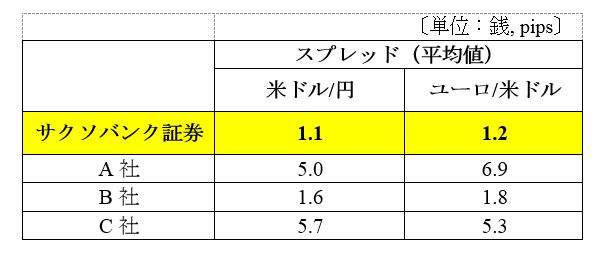 〔単位：銭, pips〕
スプレッド（平均値）
米ドル/円 ユーロ/米ドル
サクソバンク証券 1.1 1.2
A 社 5.0 6.9
B 社 1.6 1.8
C 社 5.7 5.3